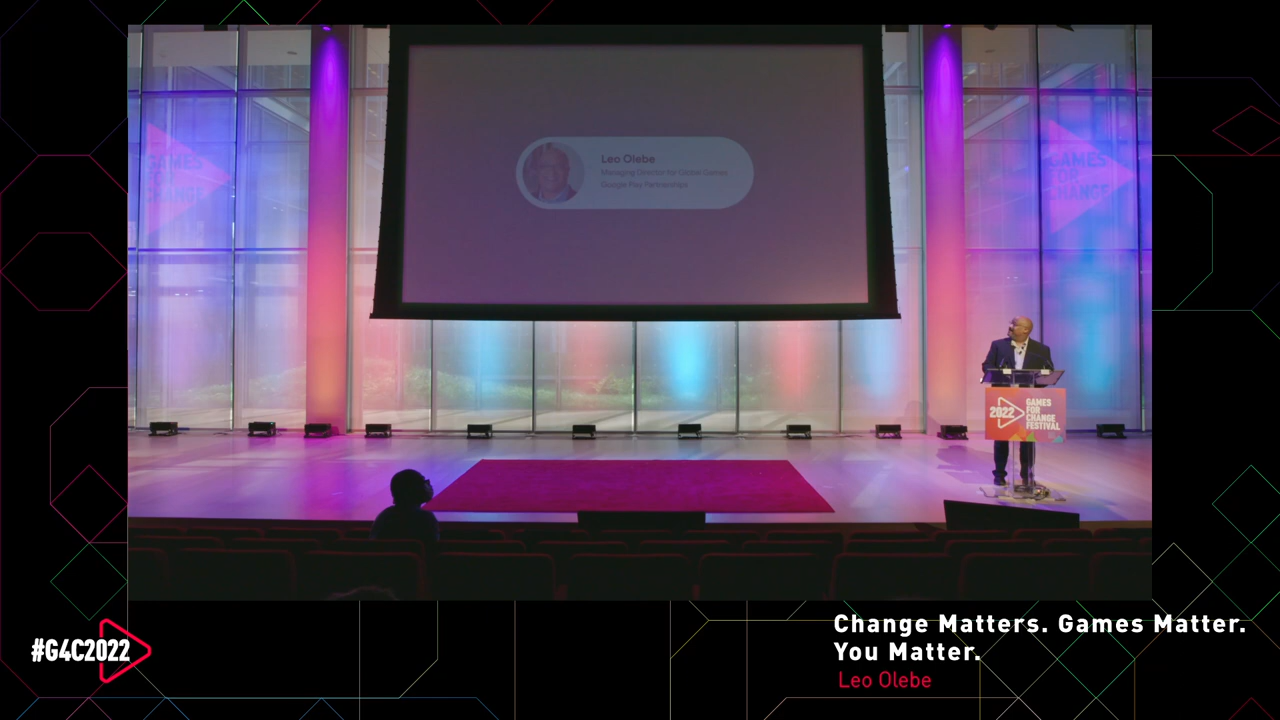 GAMES
FOR
CHANGE
Leo Olebe
Managing Director for Global Games
Google Play Partnerships
GAMES
FOR
CHANGE
2022
GAMES
FOR
CHANGE
FESTIVAL
#G4C2022
Change Matters. Games Matter.
You Matter.
Leo Olebe